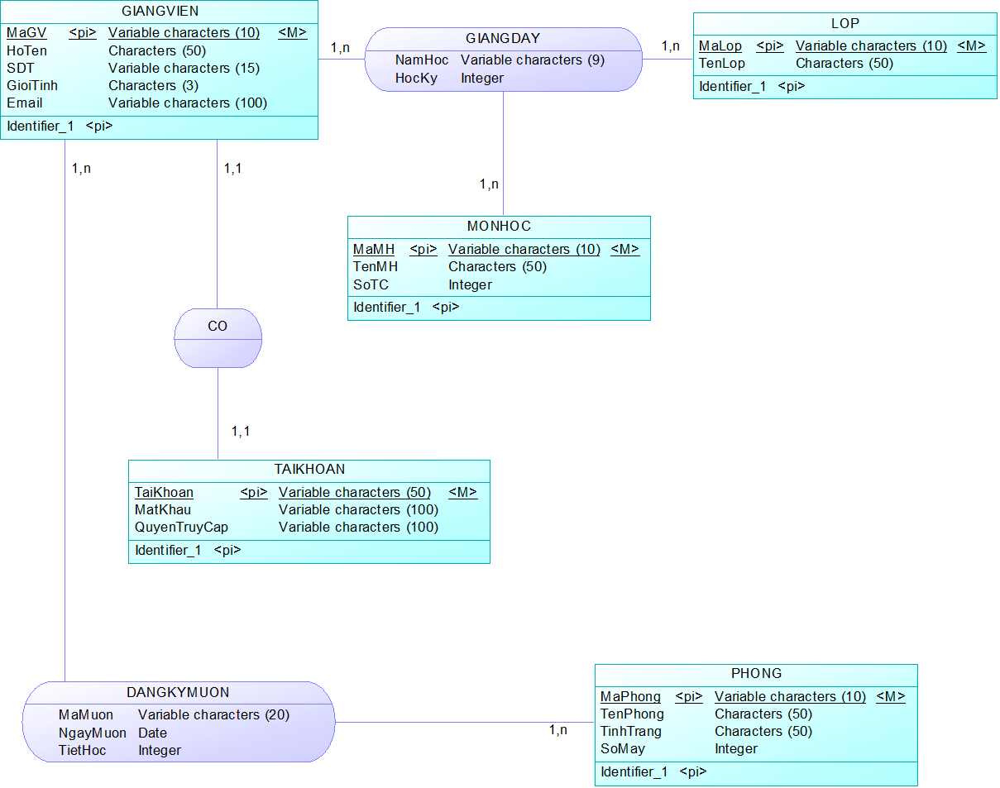 GIANGVIEN
MaGV <pi> Variable characters (10) <M>
HoTen Characters (50)
SDT Variable characters (15)
GioiTinh Characters (3)
Email Variable characters (100)
Identifier_1 <pi>
1,n
GIANGDAY
NamHoc Variable characters (9)
HocKy Integer
1,n
LOP
MaLop <pi> Variable characters (10) <M>
TenLop Characters (50)
Identifier_1 <pi>
1,n
1,1
1,n
MONHOC
MaMH <pi> Variable characters (10) <M>
TenMH Characters (50)
SoTC Integer
Identifier_1 <pi>
CO
1,1
TAIKHOAN
TaiKhoan <pi> Variable characters (50) <M>
MatKhau Variable characters (100)
QuyenTruyCap Variable characters (100)
Identifier_1 <pi>
DANGKYMUON
MaMuon Variable characters (20)
NgayMuon Date
TietHoc Integer
1,n
PHONG
MaPhong <pi> Variable characters (10) <M>
TenPhong Characters (50)
TinhTrang Characters (50)
SoMay Integer
Identifier_1 <pi>